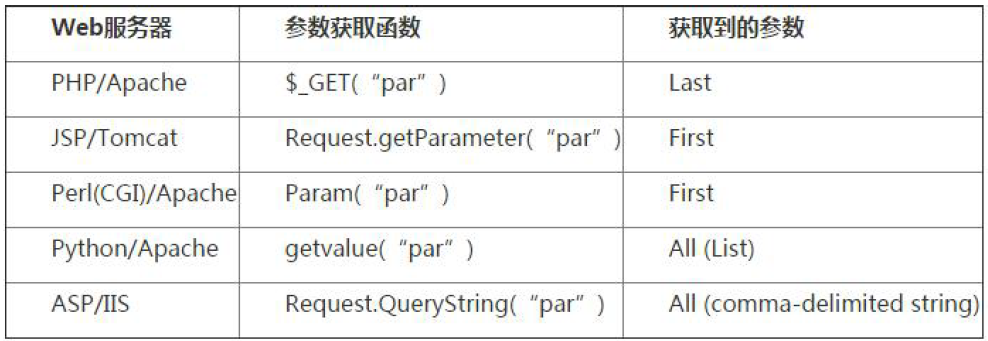 Web服务器 参数获取函数 获取到的参数
PHP/Apache $_GET(“par”) Last
JSP/Tomcat Request.getParameter(“par”) First
Perl(CGI)/Apache Param(“par”) First
Python/Apache getvalue(“par”) All (List)
ASP/IIS Request.QueryString(“par”) All (comma-delimited string)